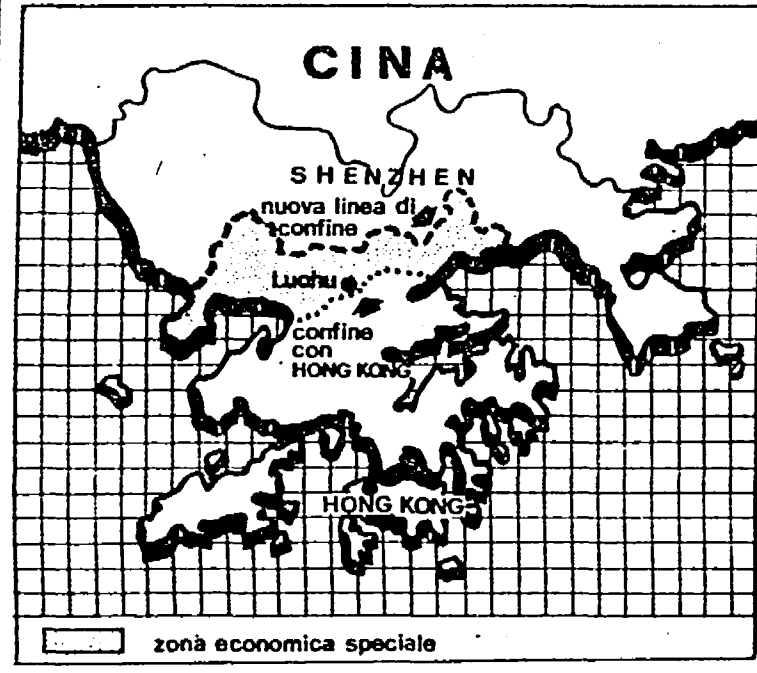 CINA
SHENZHEN
nuova linea di
confine
Luohu
confine
con
HONG KONG
HONG KONG
zona economica speciale